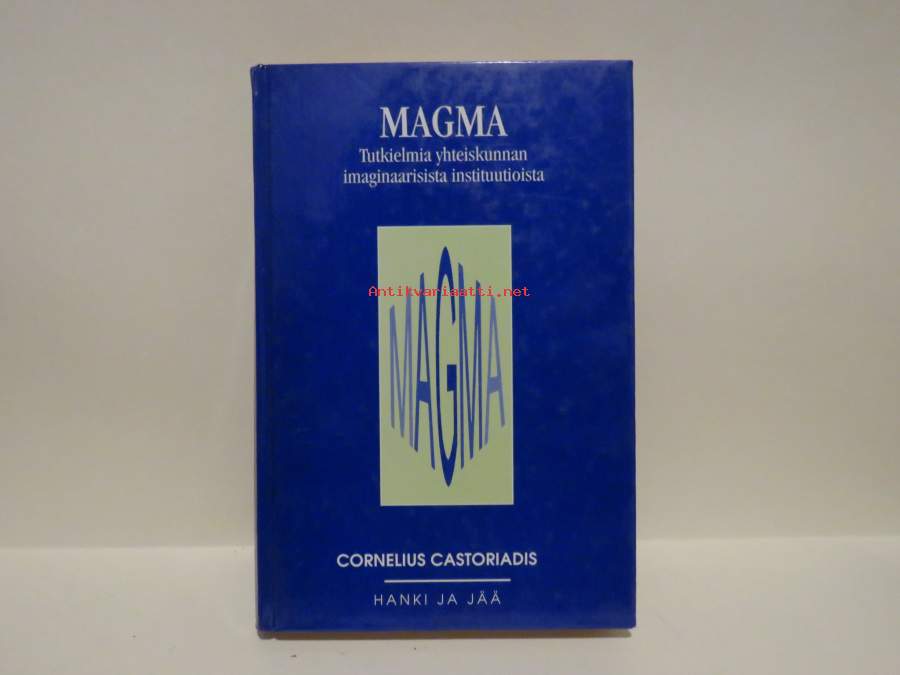 MAGMA
Tutkielmia yhteiskunnan
imaginaarisista instituutioista
Antikvariaatti.net
MAGMA
CORNELIUS CASTORIADIS
HANKI JA JÄÄ